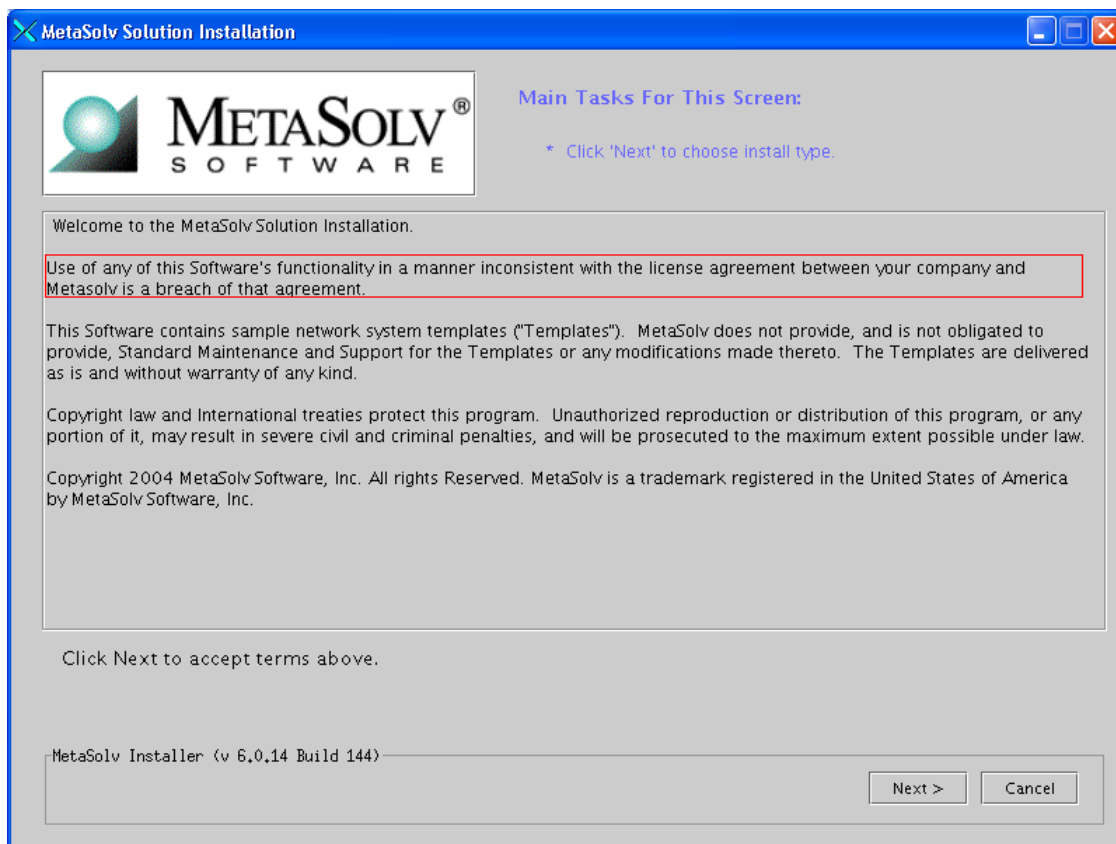 MetaSolv Solution Installation
METASOLV®
SOFTWARE
Main Tasks For This Screen:
* Click 'Next' to choose install type.
Welcome to the MetaSolv Solution Installation.
Use of any of this Software's functionality in a manner inconsistent with the license agreement between your company and
Metasolv is a breach of that agreement.
This Software contains sample network system templates ("Templates"). MetaSolv does not provide, and is not obligated to
provide, Standard Maintenance and Support for the Templates or any modifications made thereto. The Templates are delivered
as is and without warranty of any kind.
Copyright law and International treaties protect this program. Unauthorized reproduction or distribution of this program, or any
portion of it, may result in severe civil and criminal penalties, and will be prosecuted to the maximum extent possible under law.
Copyright 2004 MetaSolv Software, Inc. All rights Reserved. MetaSolv is a trademark registered in the United States of America
by MetaSolv Software, Inc.
Click Next to accept terms above.
MetaSolv Installer (v 6.0.14 Build 144)
Next >
Cancel